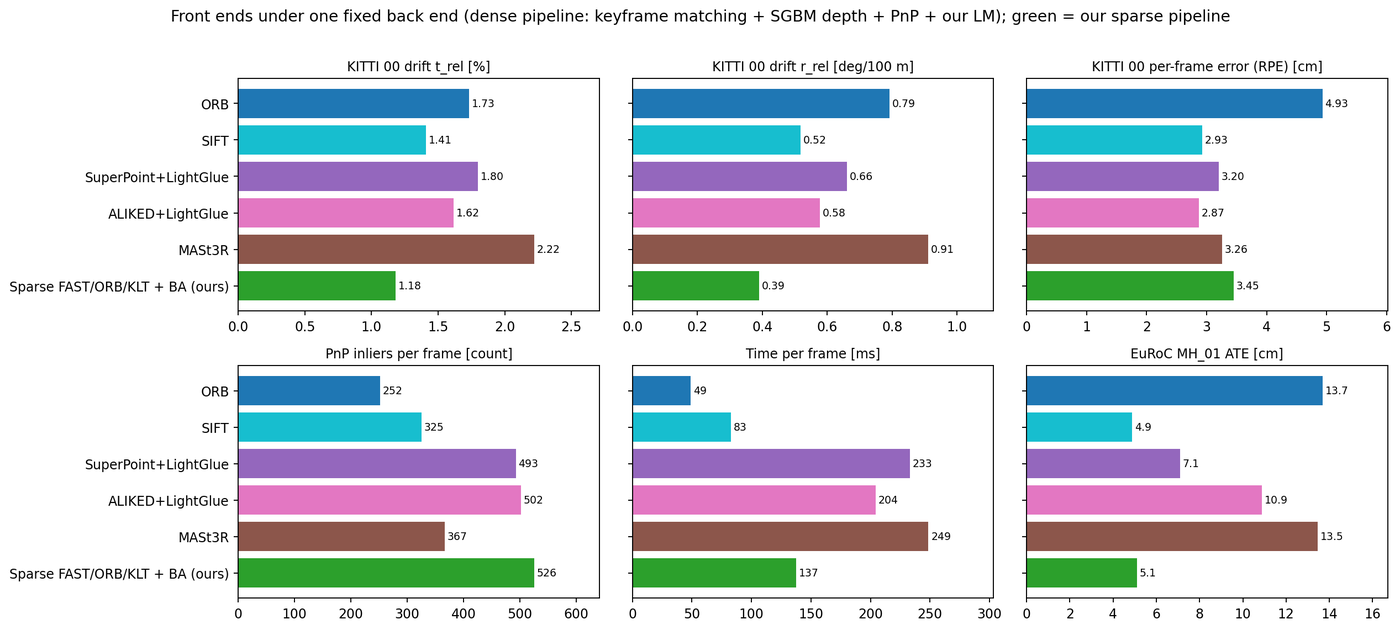 Front ends under one fixed back end (dense pipeline: keyframe matching + SGBM depth + PnP + our LM); green = our sparse pipeline
KITTI 00 drift t_rel [%]
ORB
1.73
SIFT
1.41
SuperPoint+LightGlue
1.80
ALIKED+LightGlue
1.62
MASt3R
2.22
Sparse FAST/ORB/KLT + BA (ours)
1.18
0.0 0.5 1.0 1.5 2.0 2.5
KITTI 00 drift r_rel [deg/100 m]
0.79
0.52
0.66
0.58
0.91
0.39
0.0 0.2 0.4 0.6 0.8 1.0
KITTI 00 per-frame error (RPE) [cm]
4.93
2.93
3.20
2.87
3.26
3.45
0 1 2 3 4 5 6
PnP inliers per frame [count]
ORB
252
SIFT
325
SuperPoint+LightGlue
493
ALIKED+LightGlue
502
MASt3R
367
Sparse FAST/ORB/KLT + BA (ours)
526
0 100 200 300 400 500 600
Time per frame [ms]
49
83
233
204
249
137
0 50 100 150 200 250 300
EuRoC MH_01 ATE [cm]
13.7
4.9
7.1
10.9
13.5
5.1
0 2 4 6 8 10 12 14 16